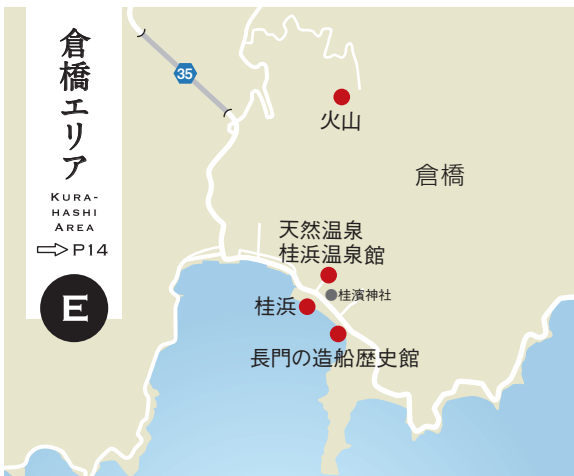 倉橋エリア
KURA-
HASHI
AREA
⇨P14
E
35
火山
倉橋
天然温泉
桂浜温泉館
桂濱神社
桂浜
長門の造船歴史館